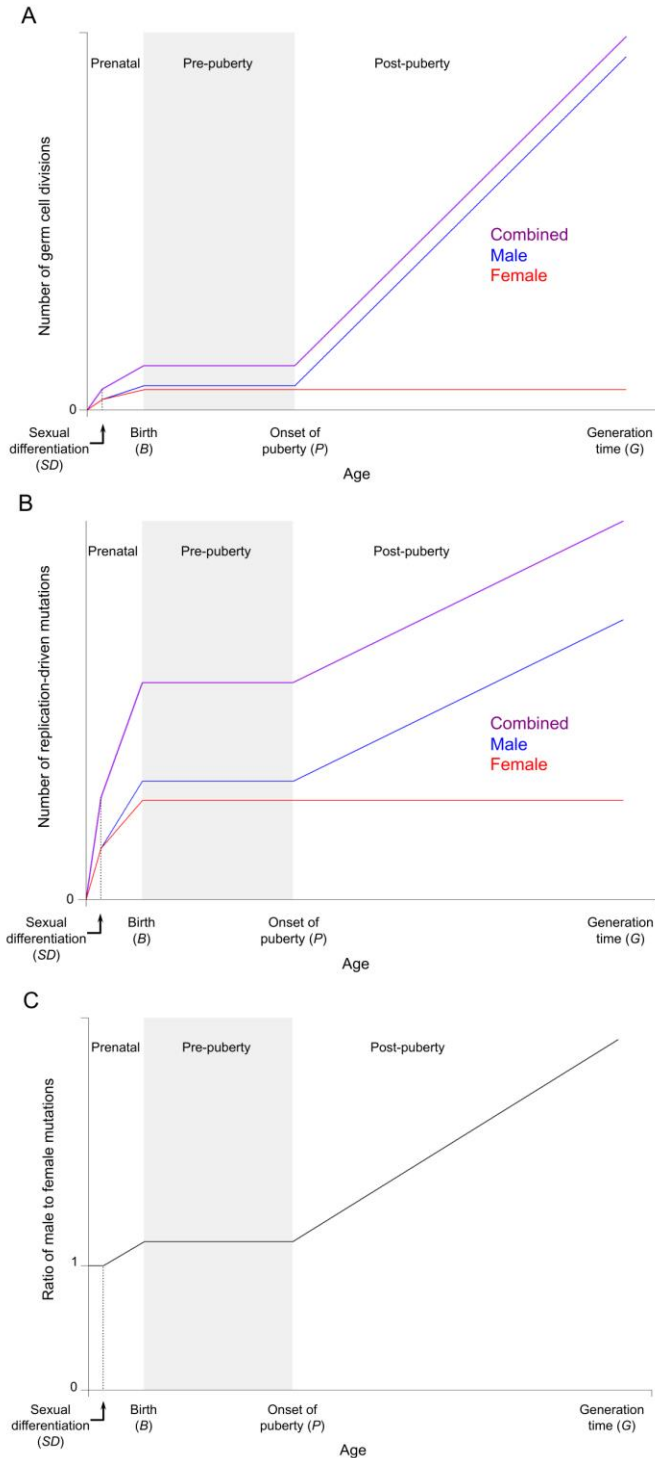 A
Prenatal Pre-puberty Post-puberty
Number of germ cell divisions
Combined
Male
Female
0
Sexual
differentiation
(SD)
Birth
(B)
Onset of
puberty (P)
Generation
time (G)
Age
B
Prenatal Pre-puberty Post-puberty
Number of replication-driven mutations
Combined
Male
Female
0
Sexual
differentiation
(SD)
Birth
(B)
Onset of
puberty (P)
Generation
time (G)
Age
C
Prenatal Pre-puberty Post-puberty
Ratio of male to female mutations
1
0
Sexual
differentiation
(SD)
Birth
(B)
Onset of
puberty (P)
Generation
time (G)
Age